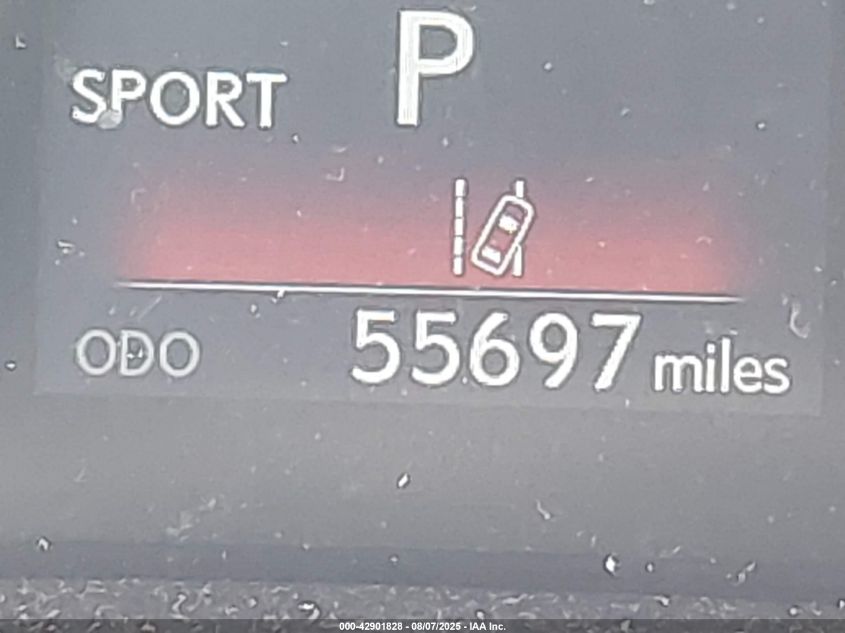 P
SPORT
ODO 55697 miles
000-42901828 - 08/07/2025 - IAA Inc.